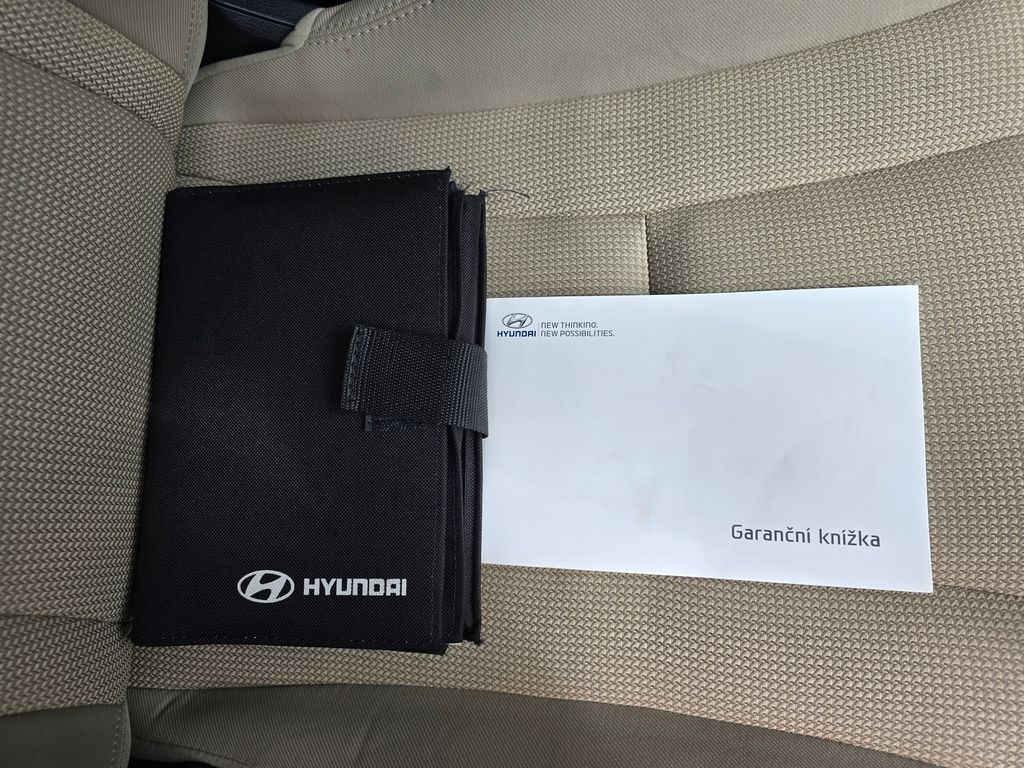 HYUNDAI
NEW THINKING.
NEW POSSIBILITIES.
Garanční knížka
HYUNDAI